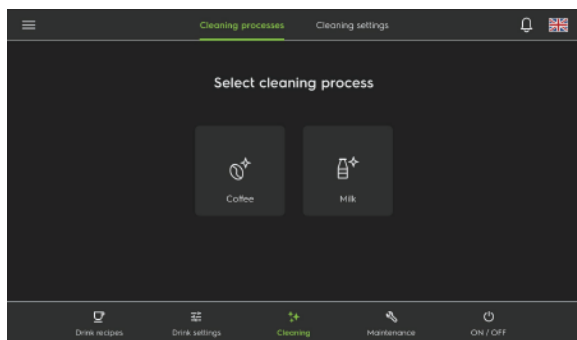 Cleaning processes Cleaning settings
Select cleaning process
Coffee Milk
Drink recipes Drink settings Cleaning Maintenance ON / OFF